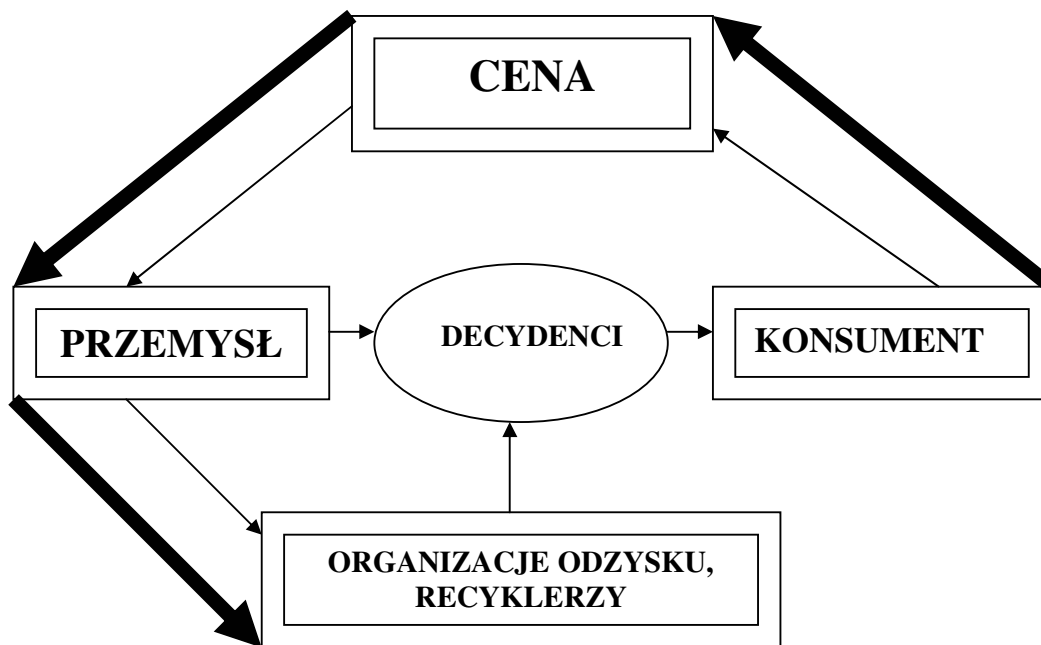 CENA
PRZEMYSŁ
DECYDENCI
KONSUMENT
ORGANIZACJE ODZYSKU,
RECYKLERZY